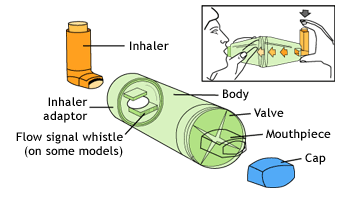 Inhaler
Inhaler
adaptor
Flow signal whistle
(on some models)
Body
Valve
Mouthpiece
Cap